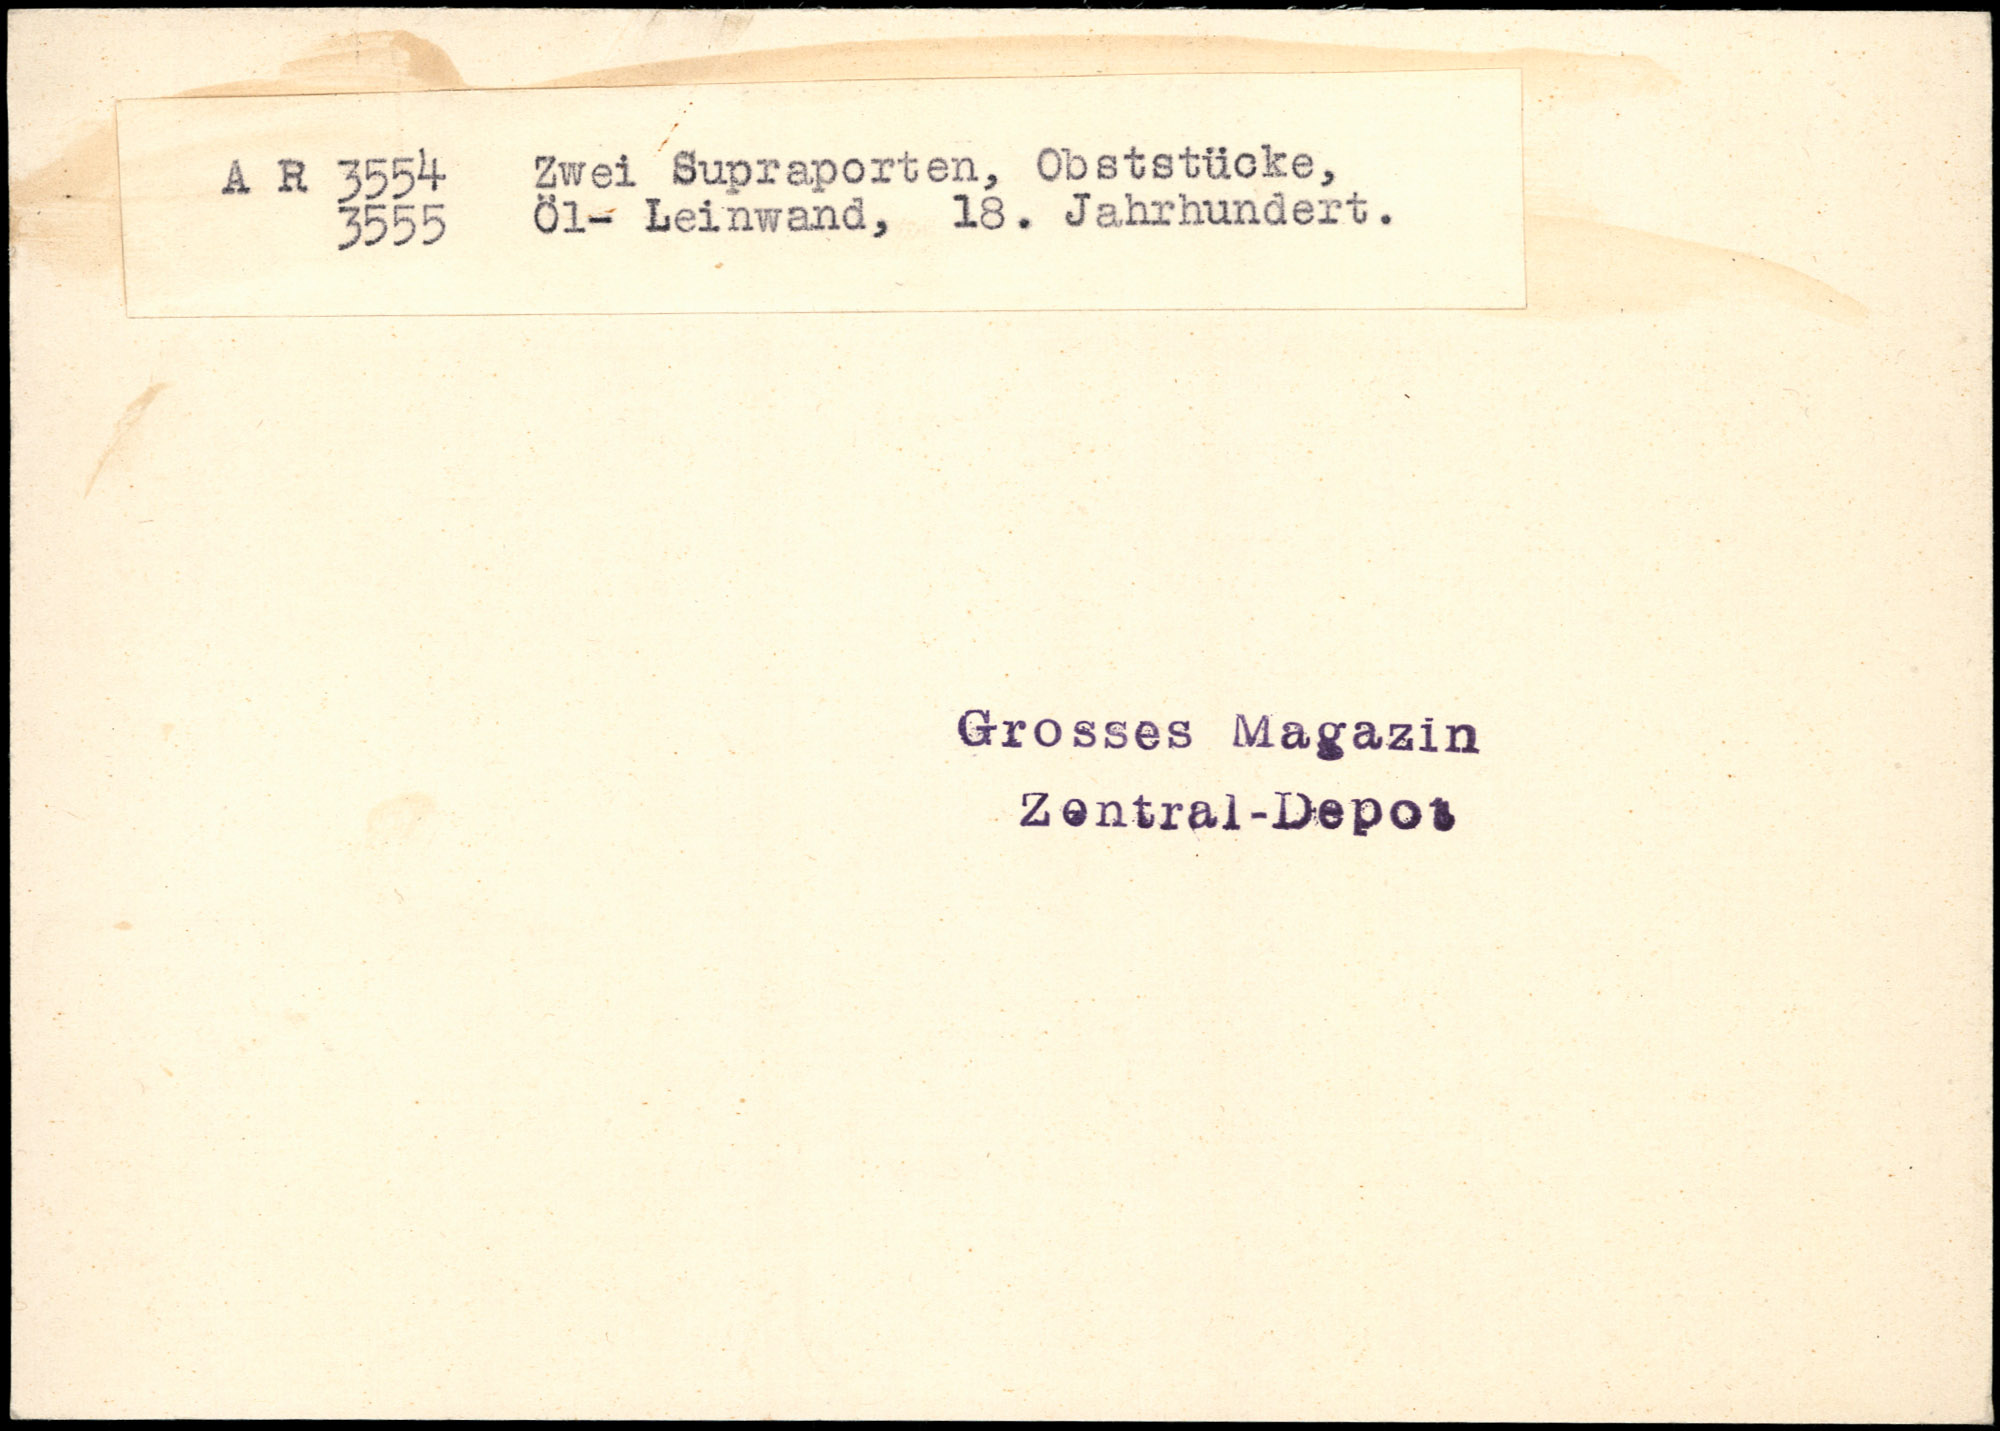 A R 3554 Zwei Supraporten, Obststücke,
3555 Öl- Leinwand, 18. Jahrhundert.
Grosses Magazin
Zentral-Depot